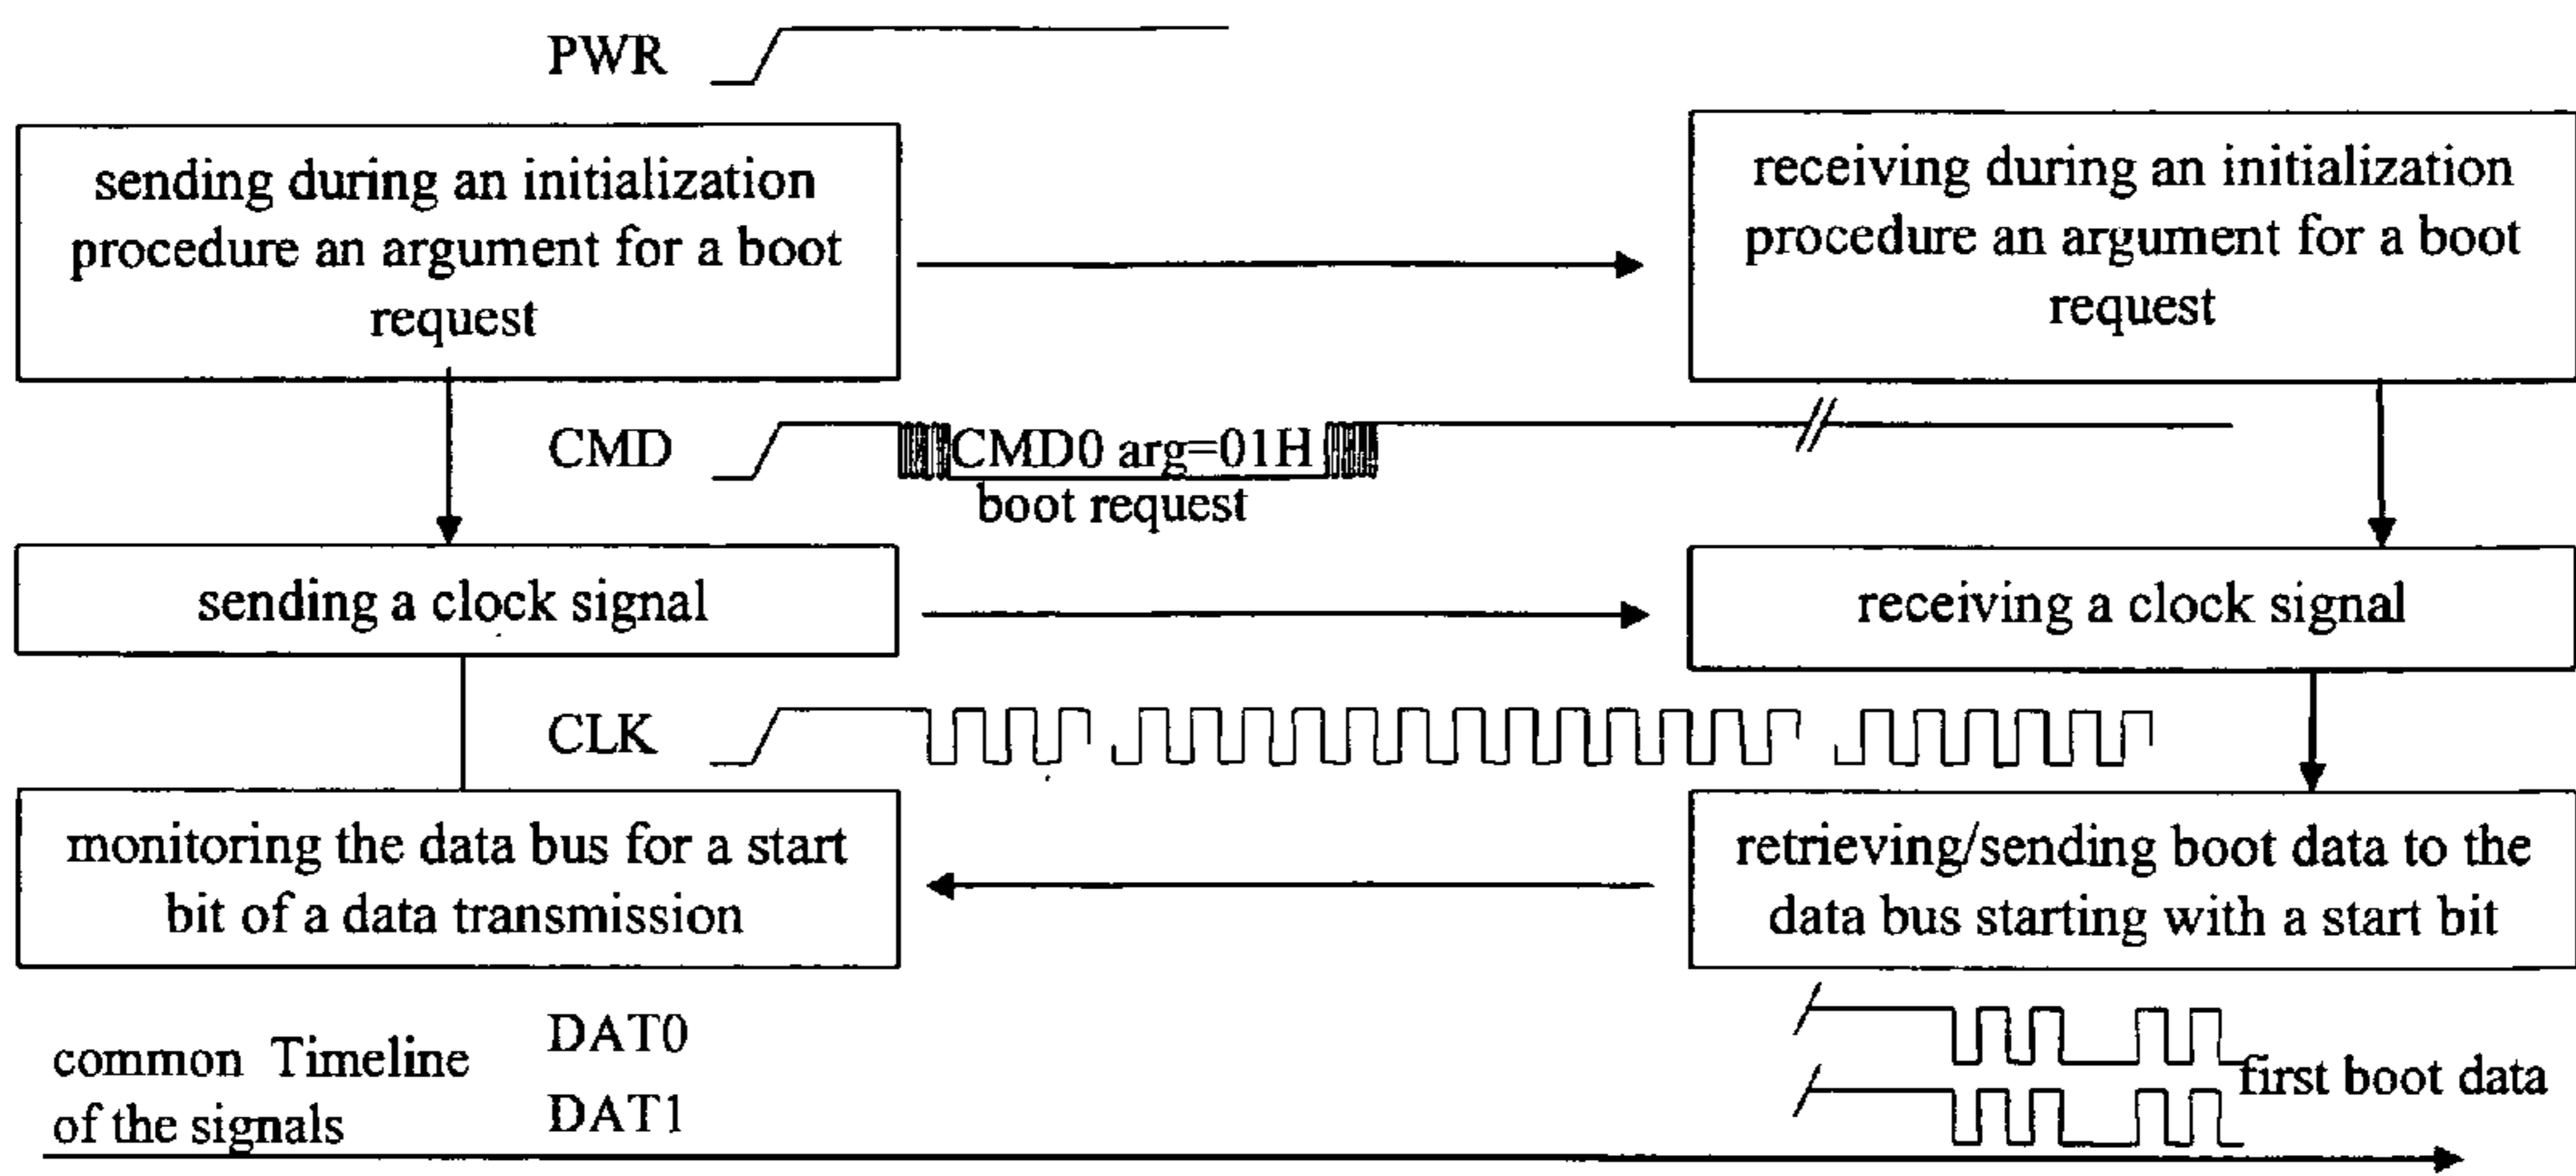 PWR
sending during an initialization
procedure an argument for a boot
request
receiving during an initialization
procedure an argument for a boot
request
CMD
CMD0 arg=01H
boot request
sending a clock signal
receiving a clock signal
CLK
monitoring the data bus for a start
bit of a data transmission
retrieving/sending boot data to the
data bus starting with a start bit
common Timeline
of the signals
DAT0
DAT1
first boot data